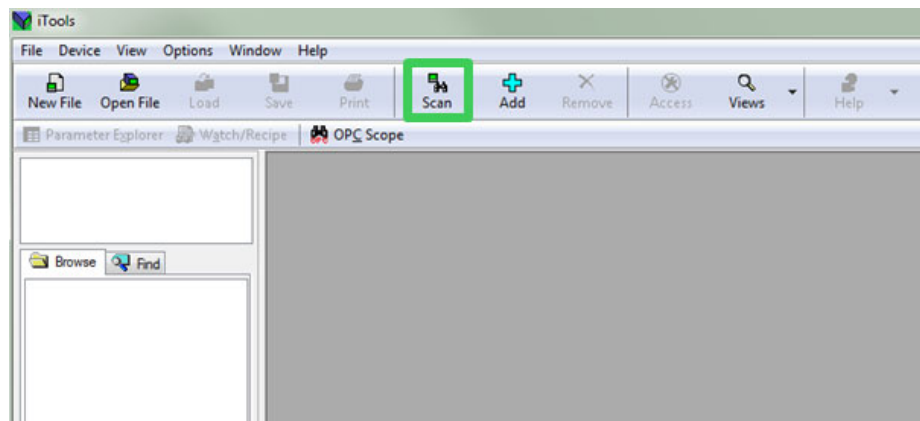 iTools
File Device View Options Window Help
New File Open File Load Save Print Scan Add Remove Access Views Help
Parameter Explorer Watch/Recipe OPC Scope
Browse Find